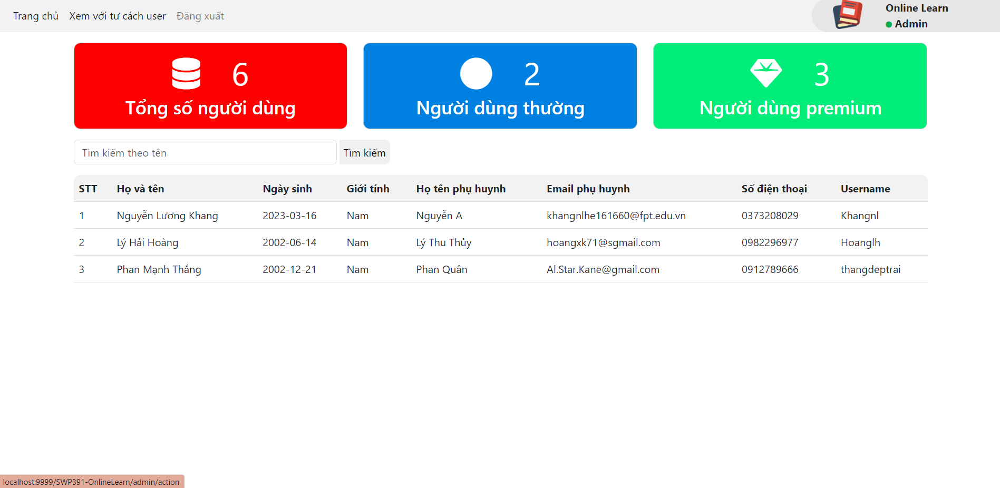 Trang chủ Xem với tư cách user Đăng xuất
Online Learn
Admin
6
Tổng số người dùng
2
Người dùng thường
3
Người dùng premium
Tìm kiếm theo tên Tìm kiếm
STT Họ và tên Ngày sinh Giới tính Họ tên phụ huynh Email phụ huynh Số điện thoại Username
1 Nguyễn Lương Khang 2023-03-16 Nam Nguyễn A khangnlhe161660@fpt.edu.vn 0373208029 Khangnl
2 Lý Hải Hoàng 2002-06-14 Nam Lý Thu Thủy hoangxk71@sgmail.com 0982296977 Hoanglh
3 Phan Mạnh Thắng 2002-12-21 Nam Phan Quân Al.Star.Kane@gmail.com 0912789666 thangdeptrai
localhost:9999/SWP391-OnlineLearn/admin/action